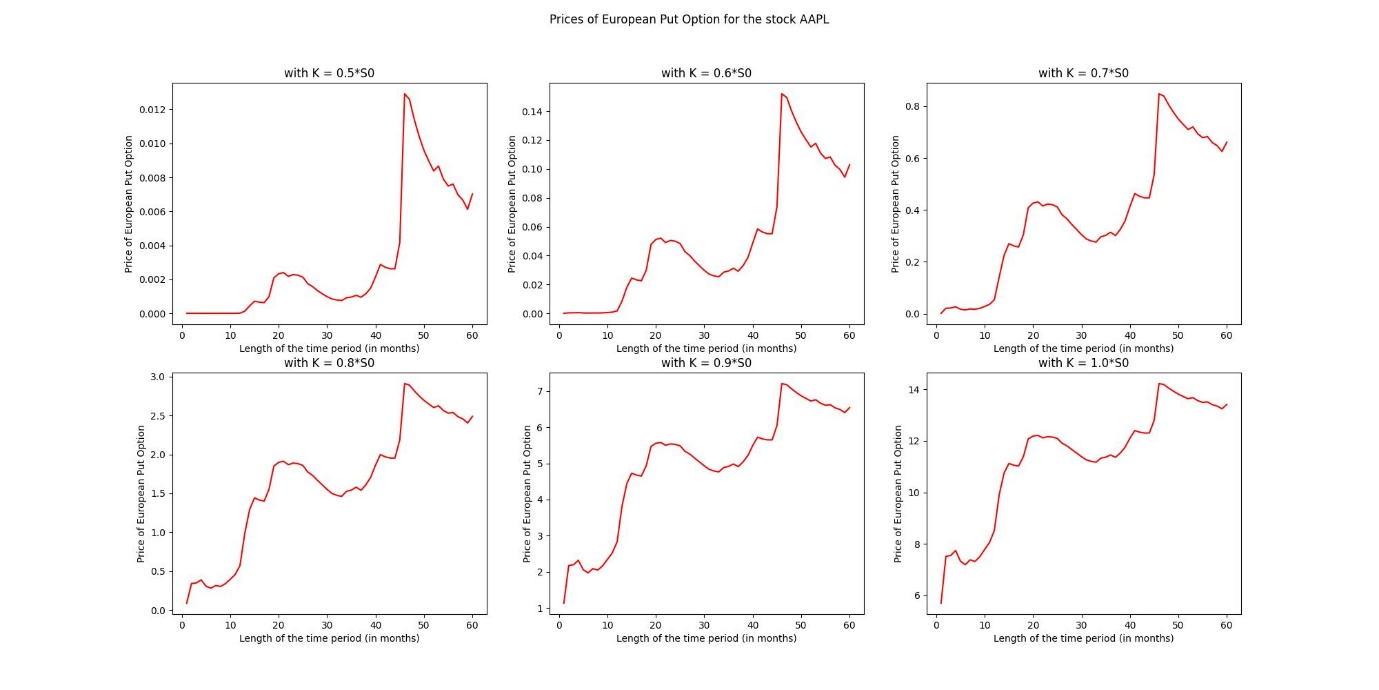 Prices of European Put Option for the stock AAPL
with K = 0.5*S0
Price of European Put Option
0.012
0.010
0.008
0.006
0.004
0.002
0.000
0 10 20 30 40 50 60
Length of the time period (in months)
with K = 0.6*S0
Price of European Put Option
0.14
0.12
0.10
0.08
0.06
0.04
0.02
0.00
0 10 20 30 40 50 60
Length of the time period (in months)
with K = 0.7*S0
Price of European Put Option
0.8
0.6
0.4
0.2
0.0
0 10 20 30 40 50 60
Length of the time period (in months)
with K = 0.8*S0
Price of European Put Option
3.0
2.5
2.0
1.5
1.0
0.5
0.0
0 10 20 30 40 50 60
Length of the time period (in months)
with K = 0.9*S0
Price of European Put Option
7
6
5
4
3
2
1
0 10 20 30 40 50 60
Length of the time period (in months)
with K = 1.0*S0
Price of European Put Option
14
12
10
8
6
0 10 20 30 40 50 60
Length of the time period (in months)